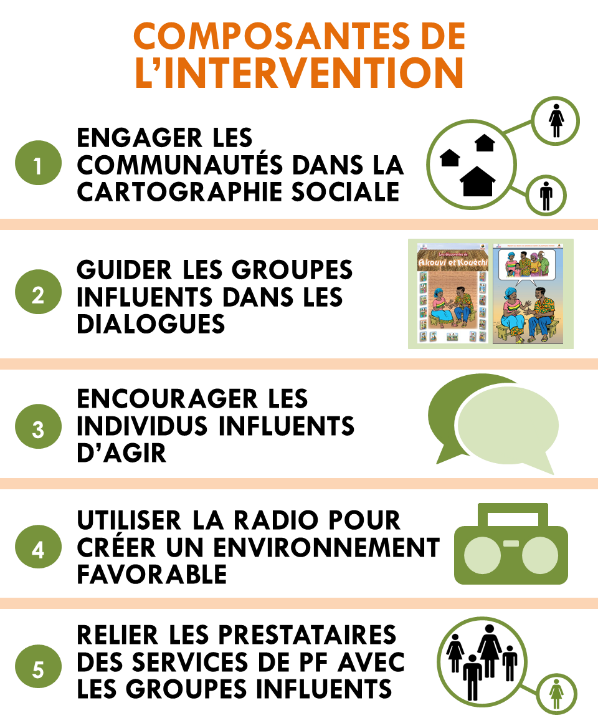 COMPOSANTES DE
L'INTERVENTION
1
ENGAGER LES
COMMUNAUTÉS DANS LA
CARTOGRAPHIE SOCIALE
2
GUIDER LES GROUPES
INFLUENTS DANS LES
DIALOGUES
Akouvi et Kouétchi
3
ENCOURAGER LES
INDIVIDUS INFLUENTS
D'AGIR
4
UTILISER LA RADIO POUR
CRÉER UN ENVIRONNEMENT
FAVORABLE
5
RELIER LES PRESTATAIRES
DES SERVICES DE PF AVEC
LES GROUPES INFLUENTS